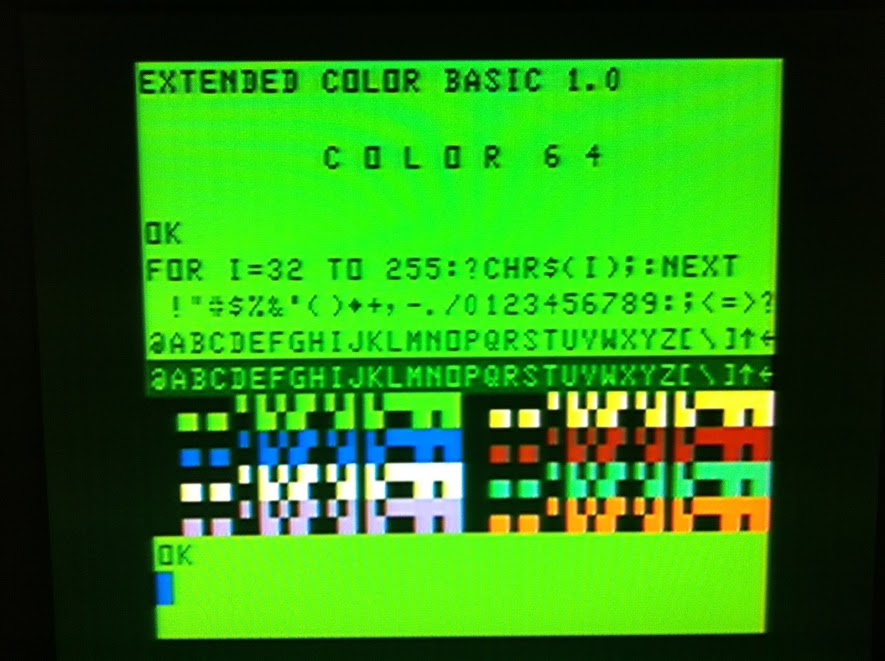 EXTENDED COLOR BASIC 1.0
C O L O R 6 4
OK
FOR I=32 TO 255:?CHR$(I);:NEXT
!"#$%&'()*+,-./0123456789:;<=>?
@ABCDEFGHIJKLMNOPQRSTUVWXYZ[\]↑←
@ABCDEFGHIJKLMNOPQRSTUVWXYZ[\]↑←
OK